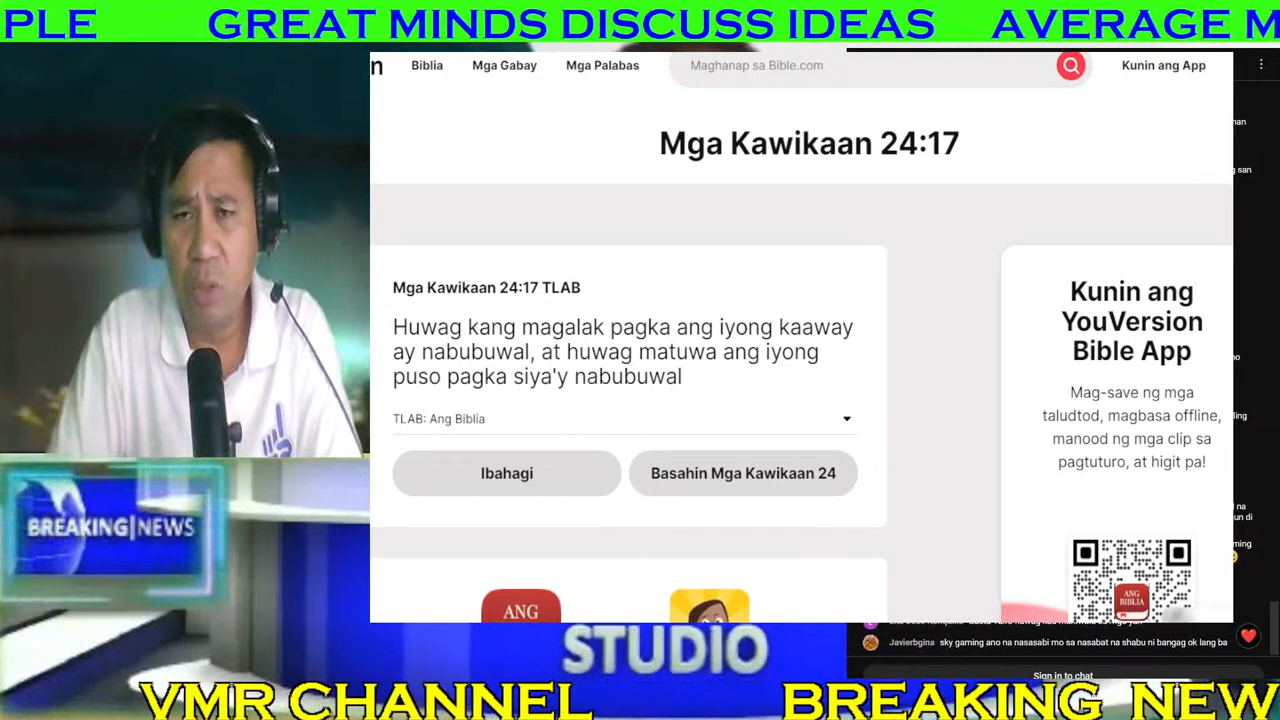 PLE GREAT MINDS DISCUSS IDEAS AVERAGE M
Biblia Mga Gabay Mga Palabas Maghanap sa Bible.com Kunin ang App
Mga Kawikaan 24:17
Mga Kawikaan 24:17 TLAB
Huwag kang magalak pagka ang iyong kaaway
ay nabubuwal, at huwag matuwa ang iyong
puso pagka siya'y nabubuwal
TLAB: Ang Biblia
Ibahagi
Basahin Mga Kawikaan 24
Kunin ang
YouVersion
Bible App
Mag-save ng mga
taludtod, magbasa offline,
manood ng mga clip sa
pagtuturo, at higit pa!
ANG
ANG
BIBLIA
BREAKING|NEWS
STUDIO
Javierbgina sky gaming ano na nasasabi mo sa nasabat na shabu ni bangag ok lang ba
Sign in to chat
VMR CHANNEL BREAKING NEW